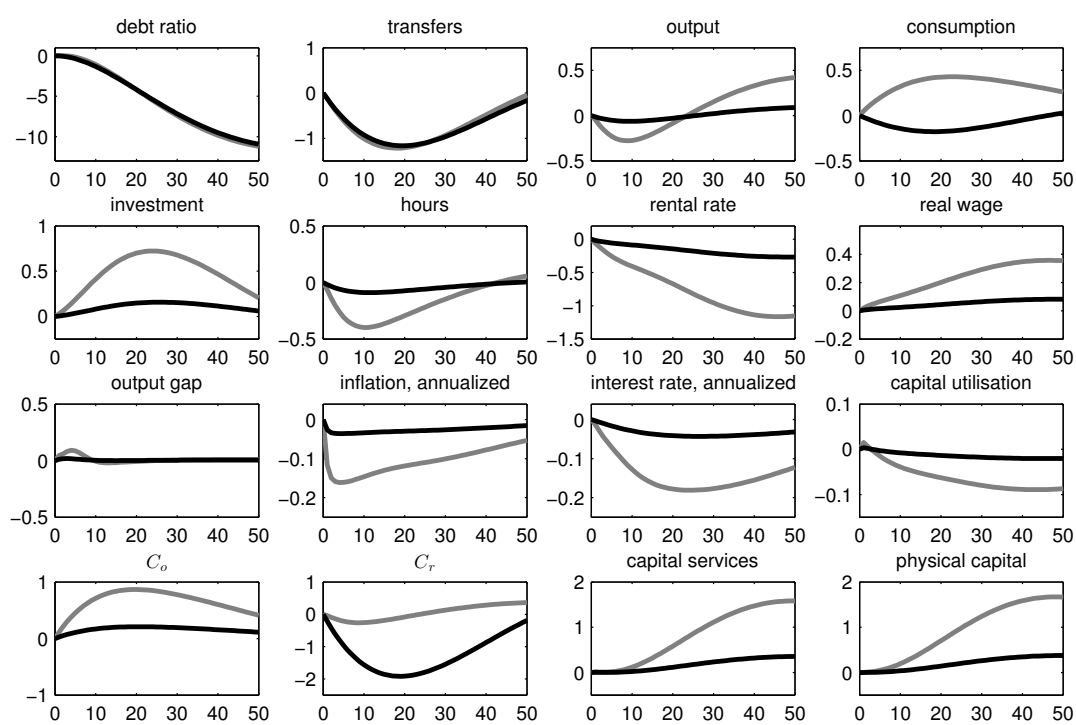 debt ratio transfers output consumption
0 1 0.5 0.5
−5 0 0 0
−10 −1 −0.5 −0.5
0 10 20 30 40 50 0 10 20 30 40 50 0 10 20 30 40 50 0 10 20 30 40 50
investment hours rental rate real wage
1 0.5 0 0.4
0.5 0 −0.5 0.2
0 −0.5 −1 0
−1.5 −0.2
0 10 20 30 40 50 0 10 20 30 40 50 0 10 20 30 40 50 0 10 20 30 40 50
output gap inflation, annualized interest rate, annualized capital utilisation
0.5 0 0 0.1
0 −0.1 −0.1 0
−0.5 −0.2 −0.2 −0.1
0 10 20 30 40 50 0 10 20 30 40 50 0 10 20 30 40 50 0 10 20 30 40 50
Co Cr capital services physical capital
1 0 2 2
0 −1 1 1
−1 −2 0 0
0 10 20 30 40 50 0 10 20 30 40 50 0 10 20 30 40 50 0 10 20 30 40 50